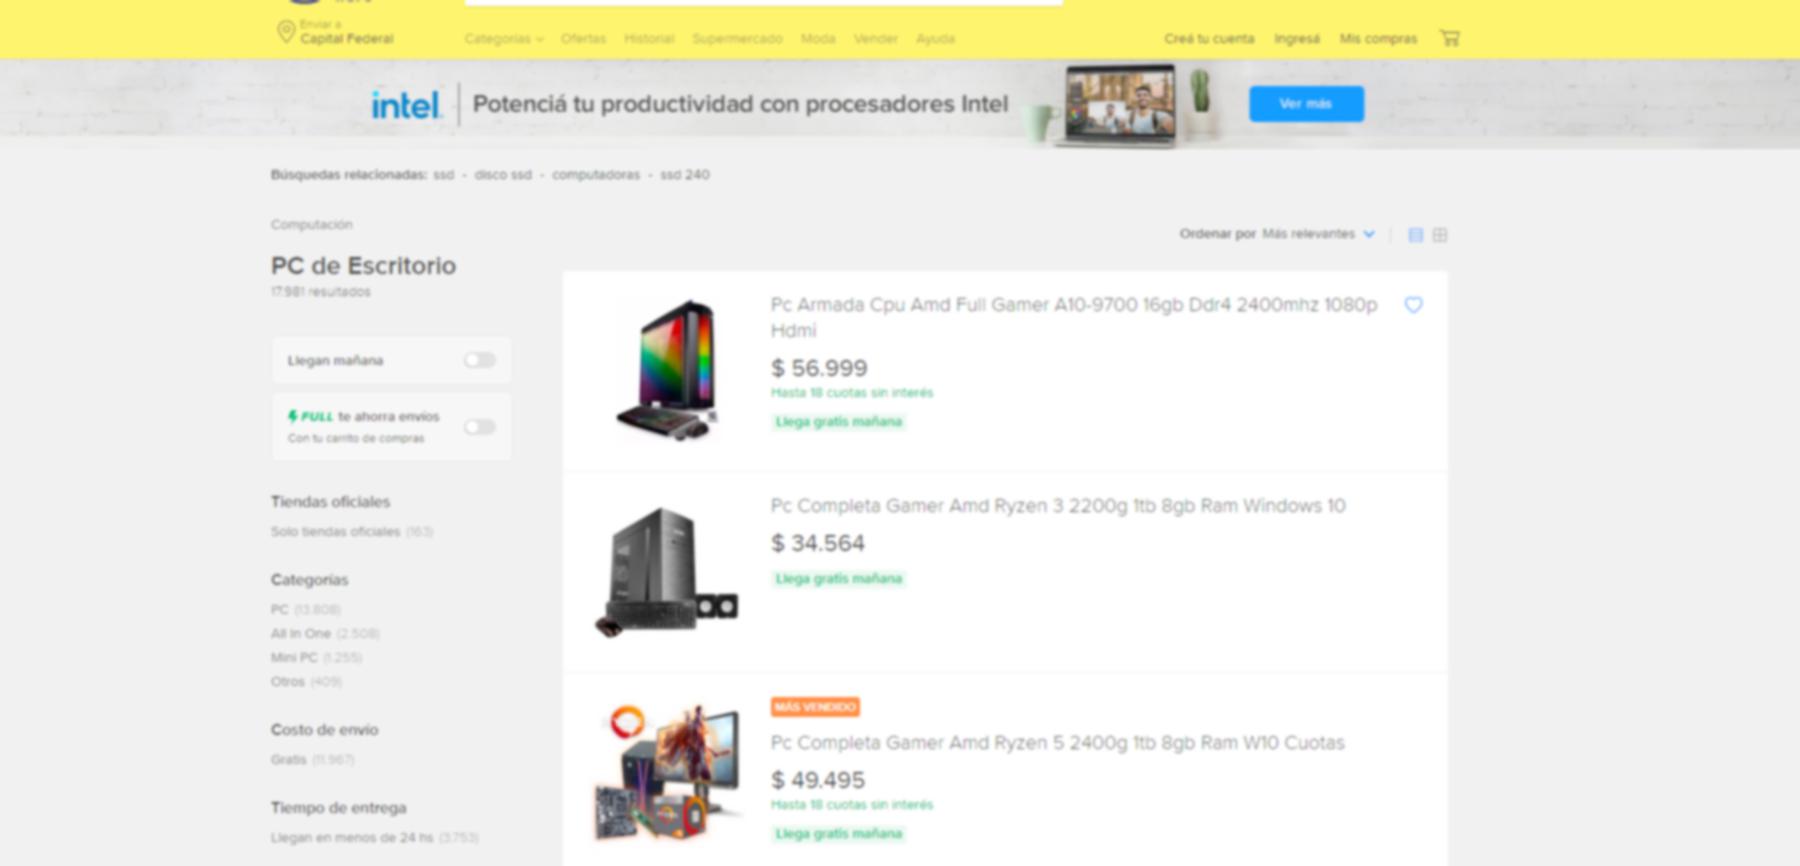 Enviar a
Capital Federal
Categorías
Ofertas
Historial
Supermercado
Moda
Vender
Ayuda
Creá tu cuenta
Ingresá
Mis compras
intel.
Potenciá tu productividad con procesadores Intel
Ver más
Búsquedas relacionadas: ssd - disco ssd - computadoras - ssd 240
Computación
PC de Escritorio
17.981 resultados
Ordenar por Más relevantes
Llegan mañana
FULL te ahorra envíos
Con tu carrito de compras
Tiendas oficiales
Solo tiendas oficiales (163)
Categorías
PC (13.808)
All In One (2.508)
Mini PC (1.255)
Otros (409)
Costo de envío
Gratis (11.967)
Tiempo de entrega
Llegan en menos de 24 hs (3.753)
Pc Armada Cpu Amd Full Gamer A10-9700 16gb Ddr4 2400mhz 1080p
Hdmi
$ 56.999
Hasta 18 cuotas sin interés
Llega gratis mañana
Pc Completa Gamer Amd Ryzen 3 2200g 1tb 8gb Ram Windows 10
$ 34.564
Llega gratis mañana
MÁS VENDIDO
Pc Completa Gamer Amd Ryzen 5 2400g 1tb 8gb Ram W10 Cuotas
$ 49.495
Hasta 18 cuotas sin interés
Llega gratis mañana